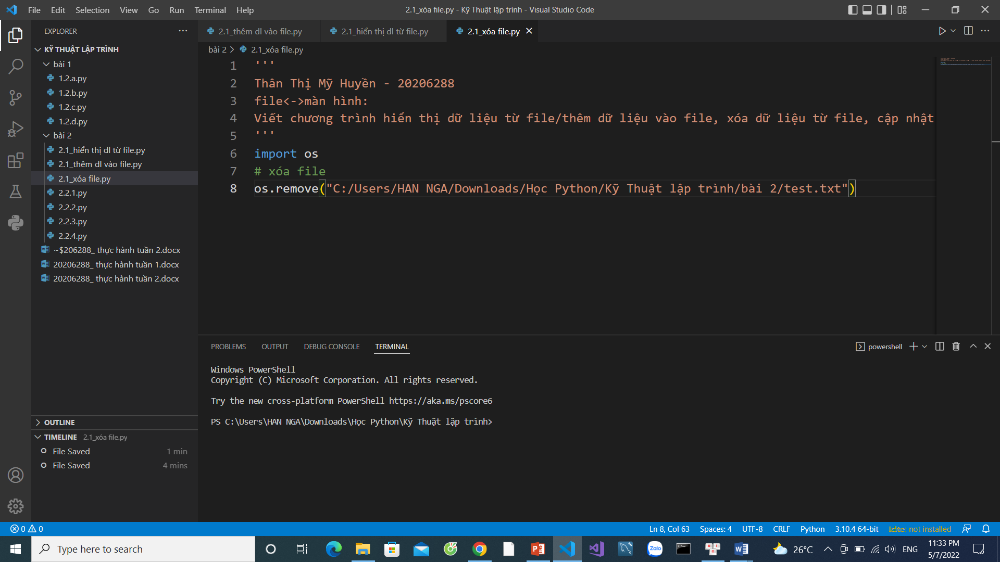 File Edit Selection View Go Run Terminal Help
2.1_xóa file.py - Kỹ Thuật lập trình - Visual Studio Code
EXPLORER
KỸ THUẬT LẬP TRÌNH
bài 1
1.2.a.py
1.2.b.py
1.2.c.py
1.2.d.py
bài 2
2.1_hiển thị dl từ file.py
2.1_thêm dl vào file.py
2.1_xóa file.py
2.2.1.py
2.2.2.py
2.2.3.py
2.2.4.py
~$206288_ thực hành tuần 2.docx
20206288_ thực hành tuần 1.docx
20206288_ thực hành tuần 2.docx
OUTLINE
TIMELINE 2.1_xóa file.py
File Saved 1 min
File Saved 4 mins
2.1_thêm dl vào file.py 2.1_hiển thị dl từ file.py 2.1_xóa file.py
bài 2 > 2.1_xóa file.py
1 '''
2 Thân Thị Mỹ Huyền - 20206288
3 file<->màn hình:
4 Viết chương trình hiển thị dữ liệu từ file/thêm dữ liệu vào file, xóa dữ liệu từ file, cập nhật
5 '''
6 import os
7 # xóa file
8 os.remove("C:/Users/HAN NGA/Downloads/Học Python/Kỹ Thuật lập trình/bài 2/test.txt")
PROBLEMS OUTPUT DEBUG CONSOLE TERMINAL
powershell
Windows PowerShell
Copyright (C) Microsoft Corporation. All rights reserved.
Try the new cross-platform PowerShell https://aka.ms/pscore6
PS C:\Users\HAN NGA\Downloads\Học Python\Kỹ Thuật lập trình>
0 0
Ln 8, Col 63 Spaces: 4 UTF-8 CRLF Python 3.10.4 64-bit kite: not installed
Type here to search
Zalo
26°C ENG
11:33 PM
5/7/2022